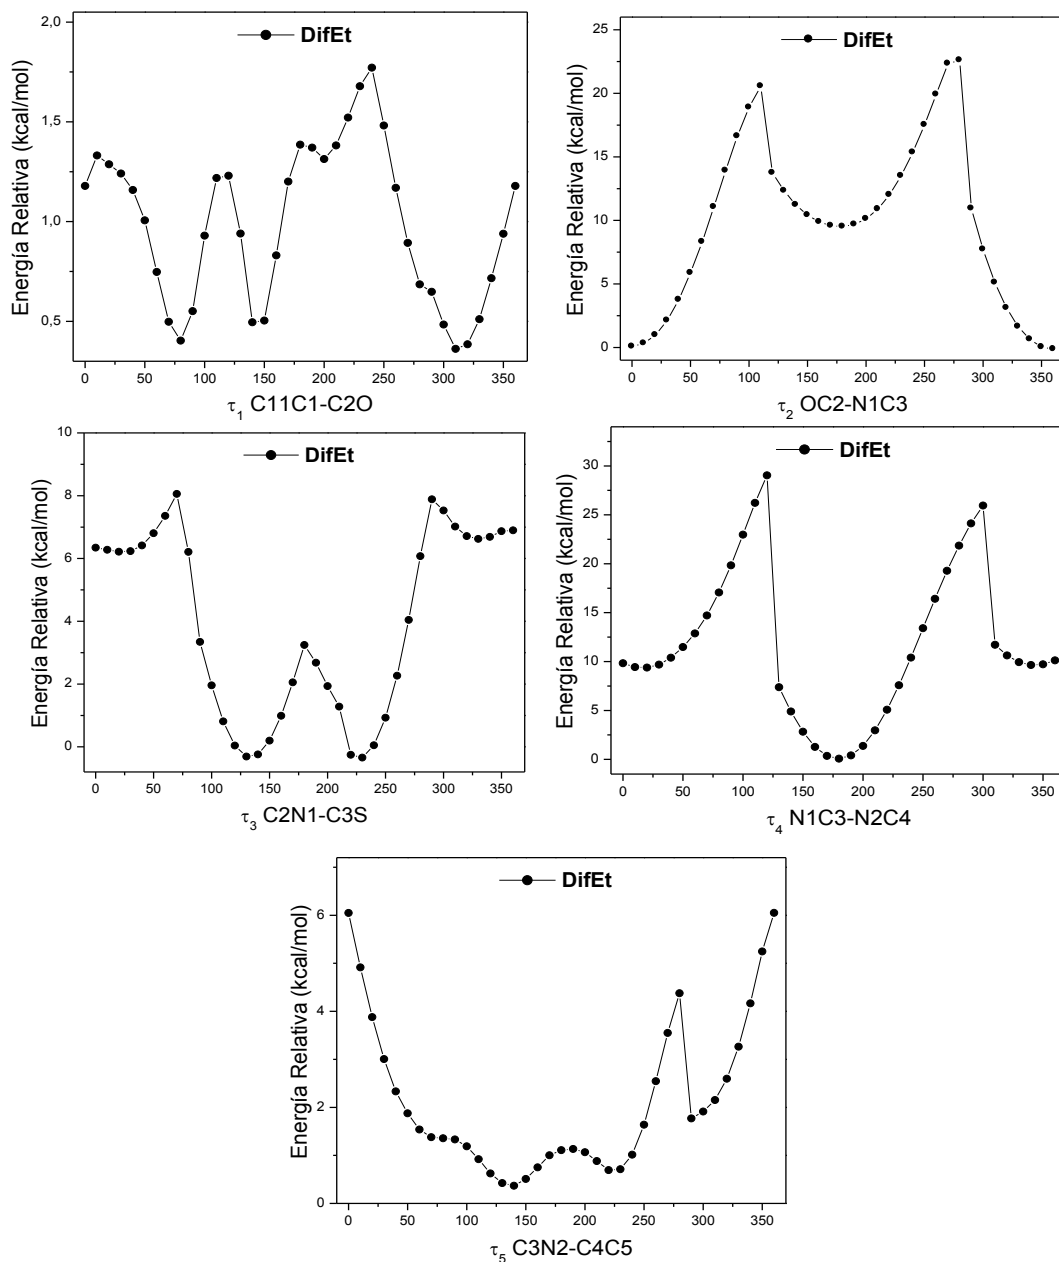 DifEt
Energía Relativa (kcal/mol)
2,0
1,5
1,0
0,5
0 50 100 150 200 250 300 350
τ1 C11C1-C2O
DifEt
Energía Relativa (kcal/mol)
25
20
15
10
5
0
0 50 100 150 200 250 300 350
τ2 OC2-N1C3
DifEt
Energía Relativa (kcal/mol)
10
8
6
4
2
0
0 50 100 150 200 250 300 350
τ3 C2N1-C3S
DifEt
Energía Relativa (kcal/mol)
30
25
20
15
10
5
0
0 50 100 150 200 250 300 350
τ4 N1C3-N2C4
DifEt
Energía Relativa (kcal/mol)
6
4
2
0
0 50 100 150 200 250 300 350
τ5 C3N2-C4C5